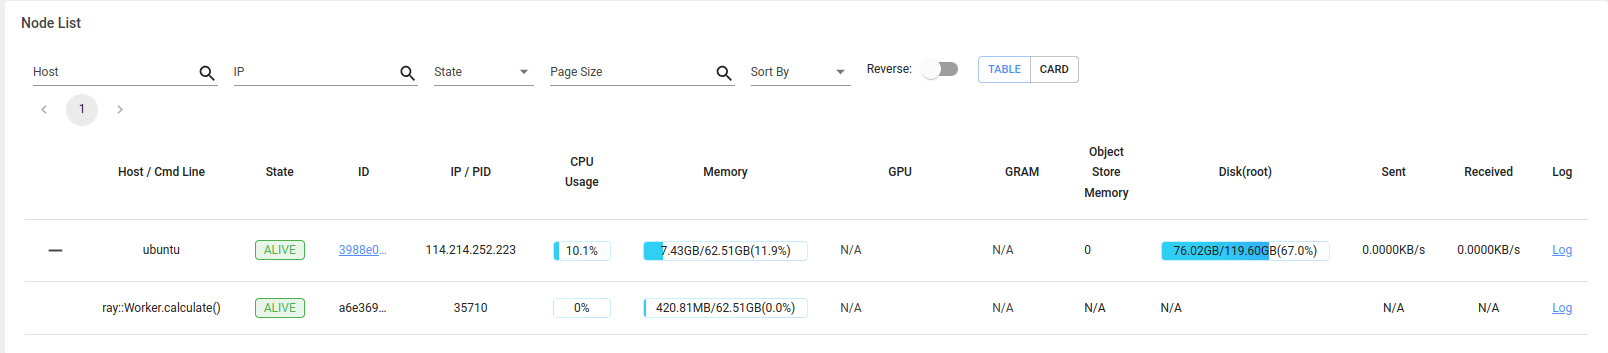 Node List
Host
IP
State
Page Size
Sort By
Reverse:
TABLE CARD
1
Host / Cmd Line State ID IP / PID CPU Usage Memory GPU GRAM Object Store Memory Disk(root) Sent Received Log
ubuntu ALIVE 3988e0... 114.214.252.223 10.1% 7.43GB/62.51GB(11.9%) N/A N/A 0 76.02GB/119.60GB(67.0%) 0.0000KB/s 0.0000KB/s Log
ray::Worker.calculate() ALIVE a6e369... 35710 0% 420.81MB/62.51GB(0.0%) N/A N/A N/A N/A N/A N/A Log